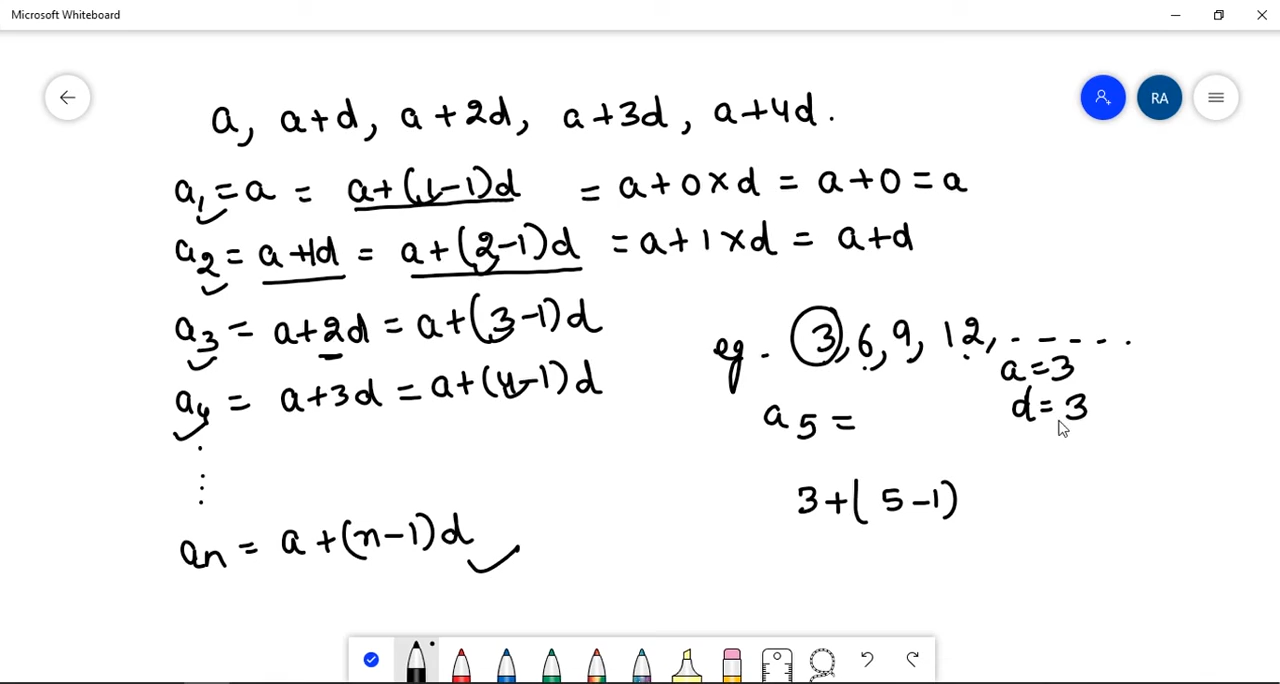 Microsoft Whiteboard
RA
a, a+d, a+2d, a+3d, a+4d.
a₁ = a = a+(1-1)d = a+0×d = a+0 = a
a₂ = a+1d = a+(2-1)d = a+1×d = a+d
a₃ = a+2d = a+(3-1)d
a₄ = a+3d = a+(4-1)d
⋮
aₙ = a+(n-1)d
eg. 3, 6, 9, 12, ......
a=3
d=3
a₅ =
3+(5-1)